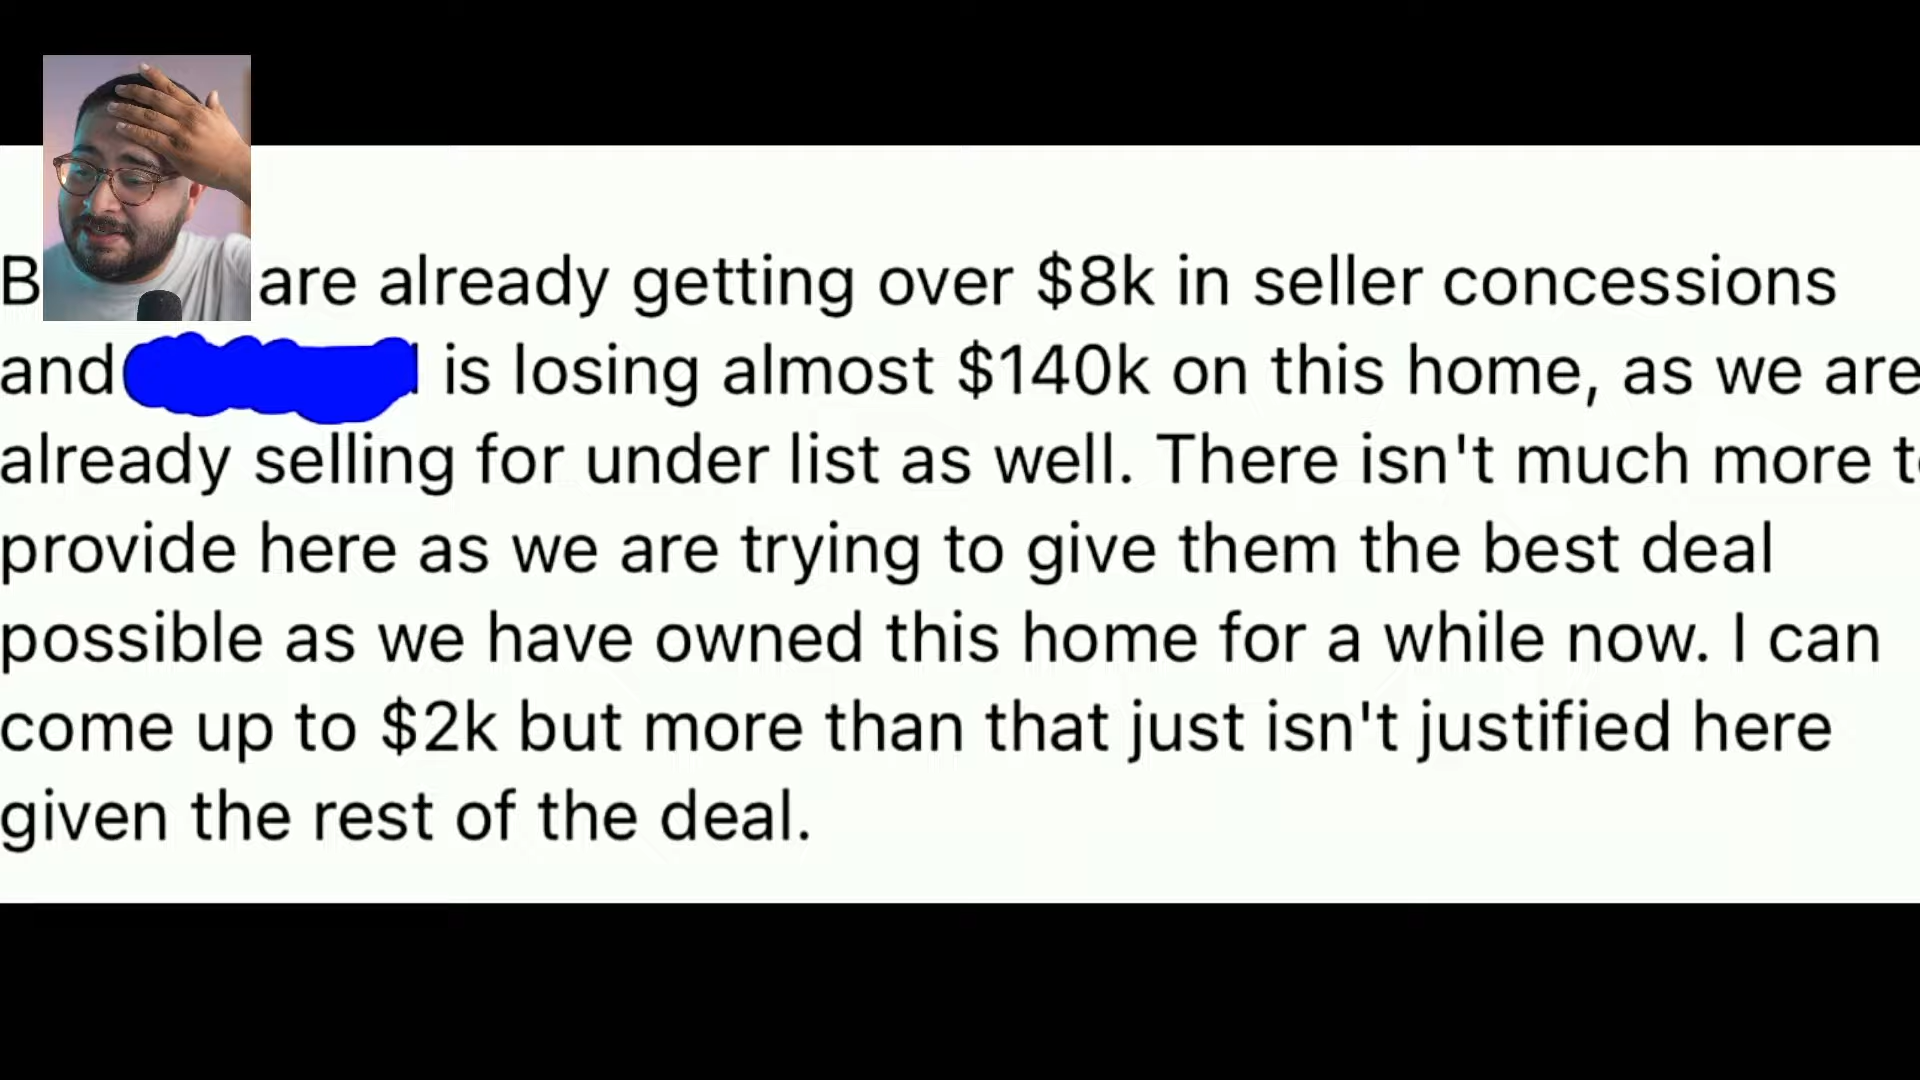 are already getting over $8k in seller concessions
and is losing almost $140k on this home, as we are
already selling for under list as well. There isn't much more
provide here as we are trying to give them the best deal
possible as we have owned this home for a while now. I can
come up to $2k but more than that just isn't justified here
given the rest of the deal.